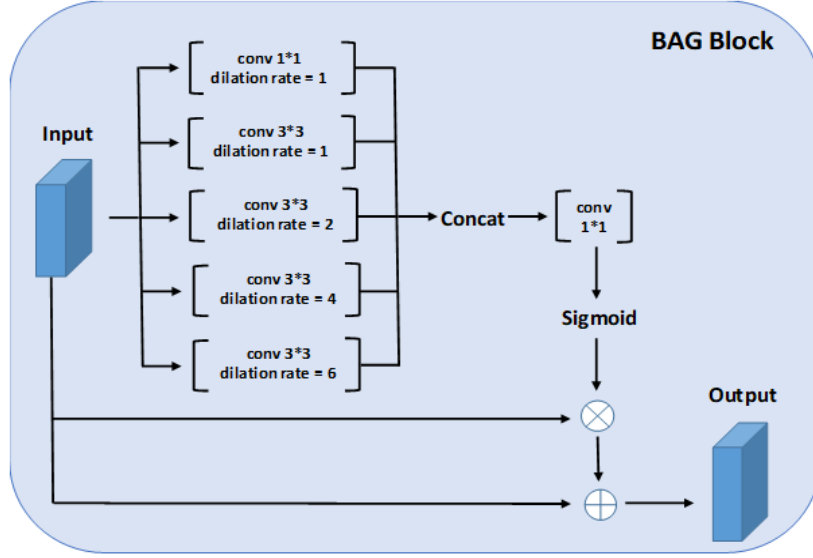 BAG Block
Input
conv 1*1
dilation rate = 1
conv 3*3
dilation rate = 1
conv 3*3
dilation rate = 2
conv 3*3
dilation rate = 4
conv 3*3
dilation rate = 6
Concat
conv
1*1
Sigmoid
Output